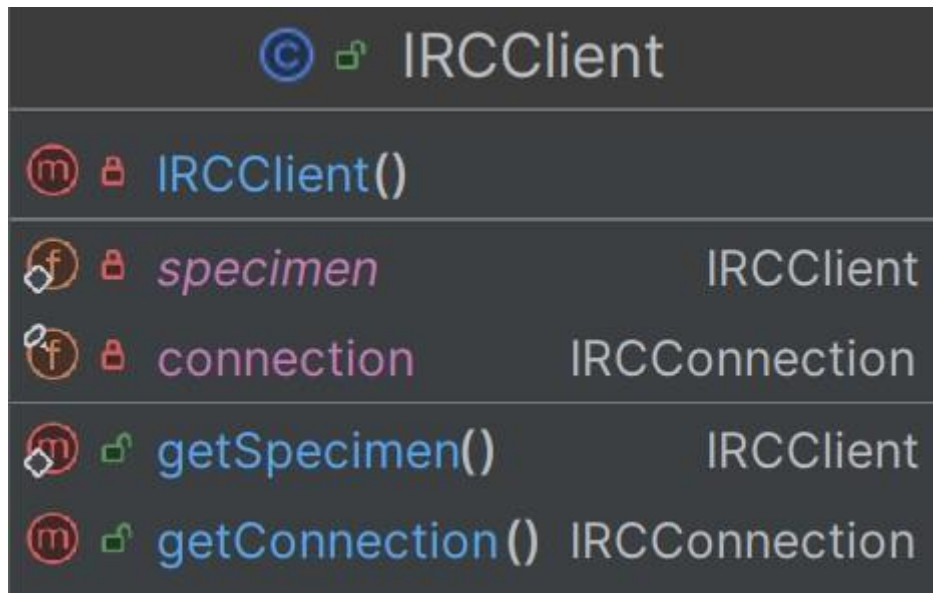 IRCClient
IRCClient()
specimen IRCClient
connection IRCConnection
getSpecimen() IRCClient
getConnection() IRCConnection